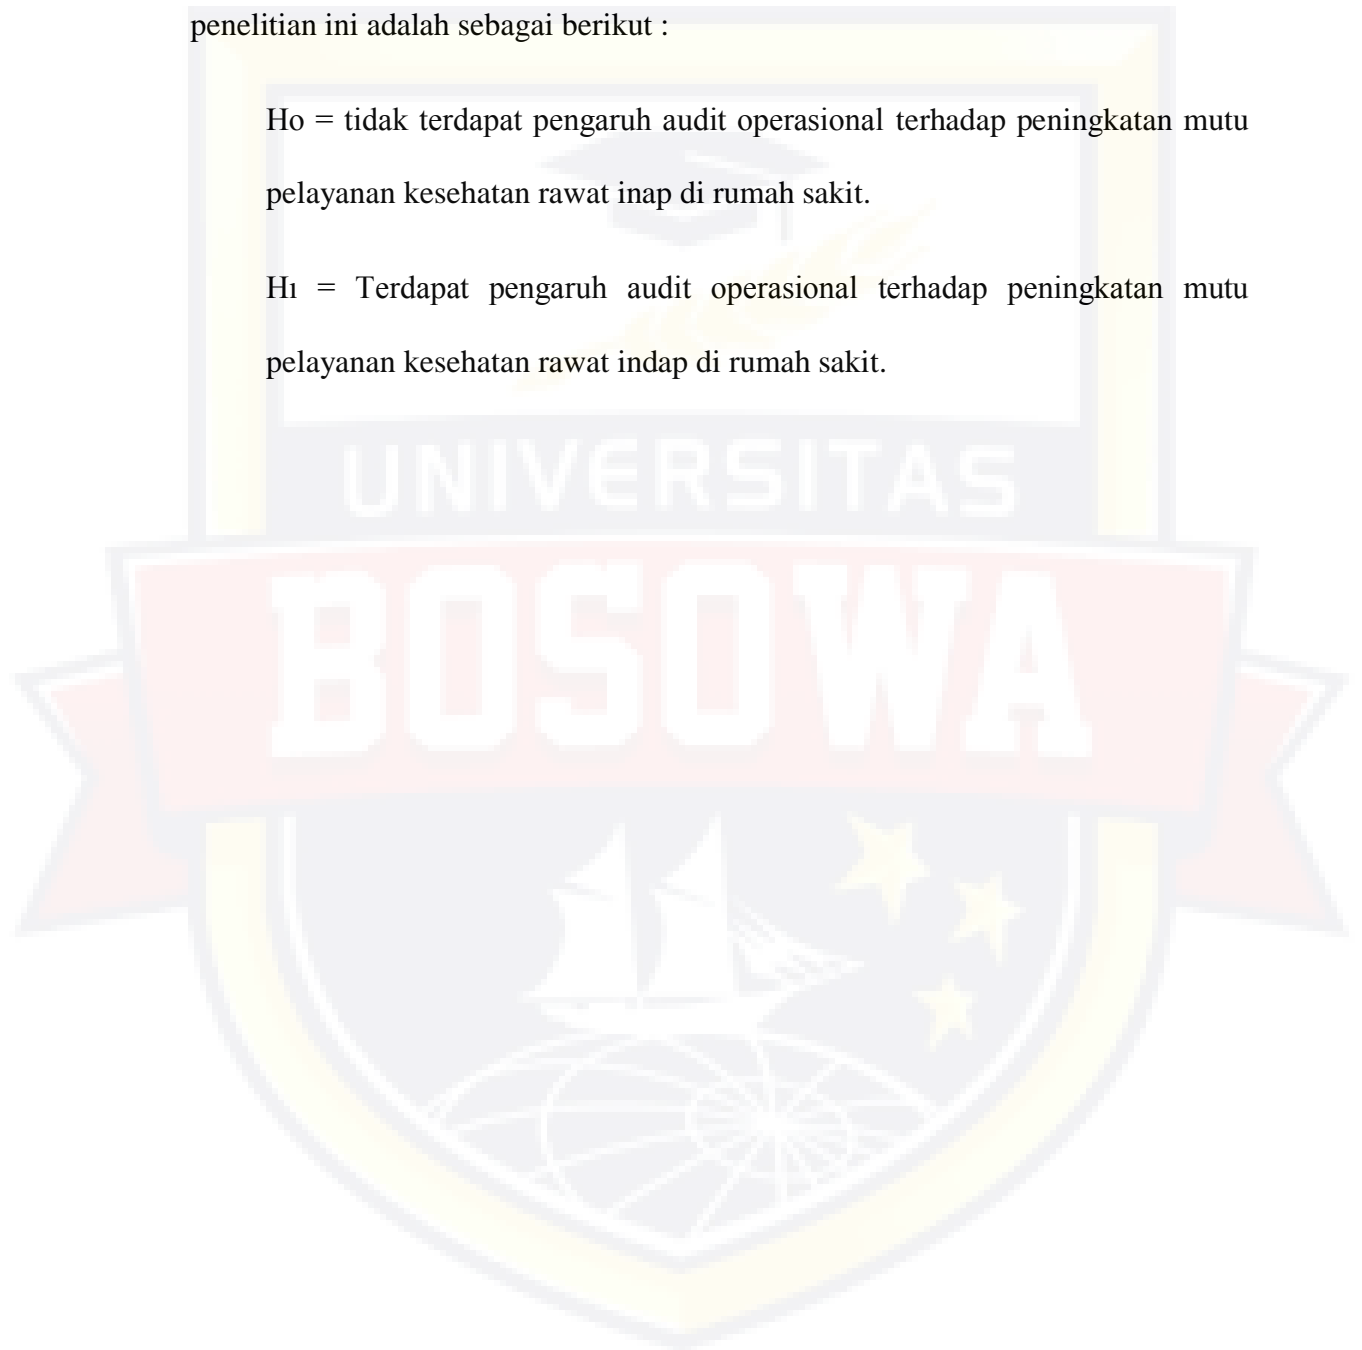 penelitian ini adalah sebagai berikut :
Ho = tidak terdapat pengaruh audit operasional terhadap peningkatan mutu
pelayanan kesehatan rawat inap di rumah sakit.
H1 = Terdapat pengaruh audit operasional terhadap peningkatan mutu
pelayanan kesehatan rawat indap di rumah sakit.
UNIVERSITAS
BOSOWA